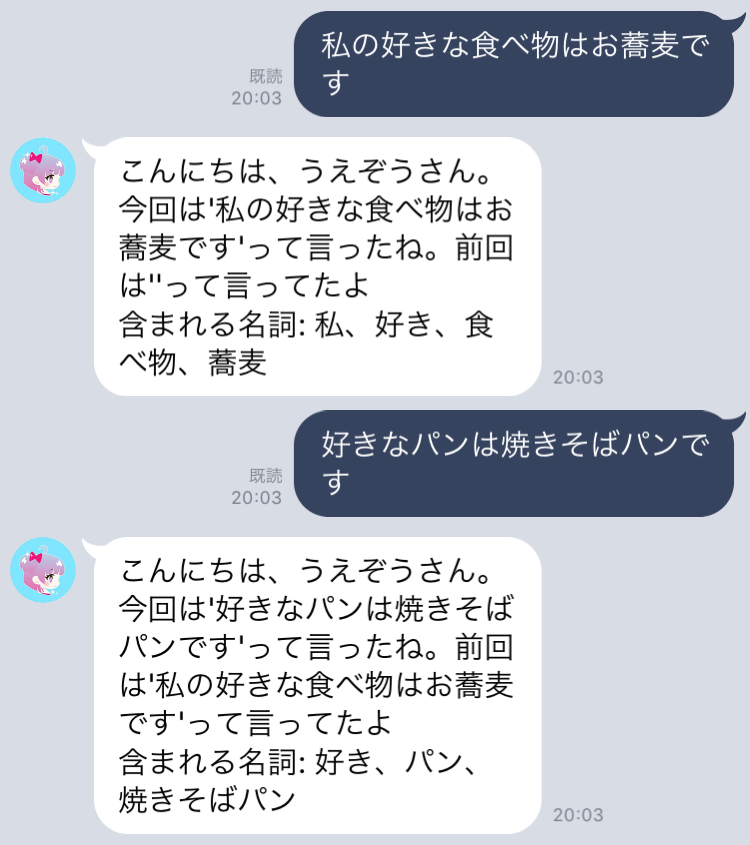 私の好きな食べ物はお蕎麦で
す
既読
20:03
こんにちは、うえぞうさん。
今回は'私の好きな食べ物はお
蕎麦です'って言ったね。前回
は''って言ってたよ
含まれる名詞: 私、好き、食
べ物、蕎麦
20:03
好きなパンは焼きそばパンで
す
既読
20:03
こんにちは、うえぞうさん。
今回は'好きなパンは焼きそば
パンです'って言ったね。前回
は'私の好きな食べ物はお蕎麦
です'って言ってたよ
含まれる名詞: 好き、パン、
焼きそばパン
20:03